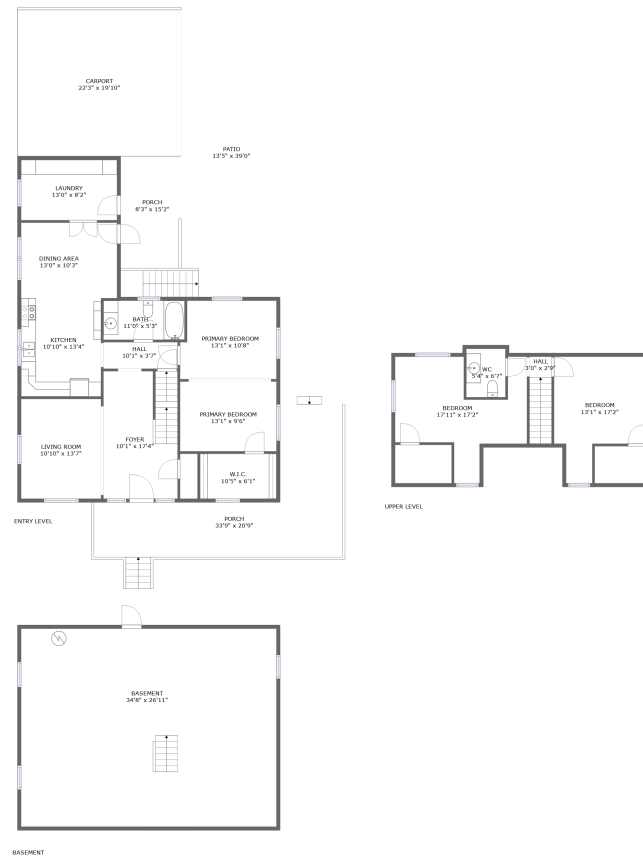 CARPORT
22'3" x 19'10"
PATIO
13'5" x 39'0"
LAUNDRY
13'0" x 8'2"
PORCH
8'3" x 15'2"
DINING AREA
13'0" x 10'3"
BATH
11'0" x 5'3"
KITCHEN
10'10" x 13'4"
HALL
10'1" x 3'7"
PRIMARY BEDROOM
13'1" x 10'8"
PRIMARY BEDROOM
13'1" x 9'6"
LIVING ROOM
10'10" x 13'7"
FOYER
10'1" x 17'4"
W.I.C.
10'5" x 6'1"
PORCH
33'9" x 20'9"
ENTRY LEVEL
WC
5'4" x 6'7"
HALL
3'0" x 2'9"
BEDROOM
17'11" x 17'2"
BEDROOM
13'1" x 17'2"
UPPER LEVEL
BASEMENT
34'8" x 26'11"
BASEMENT